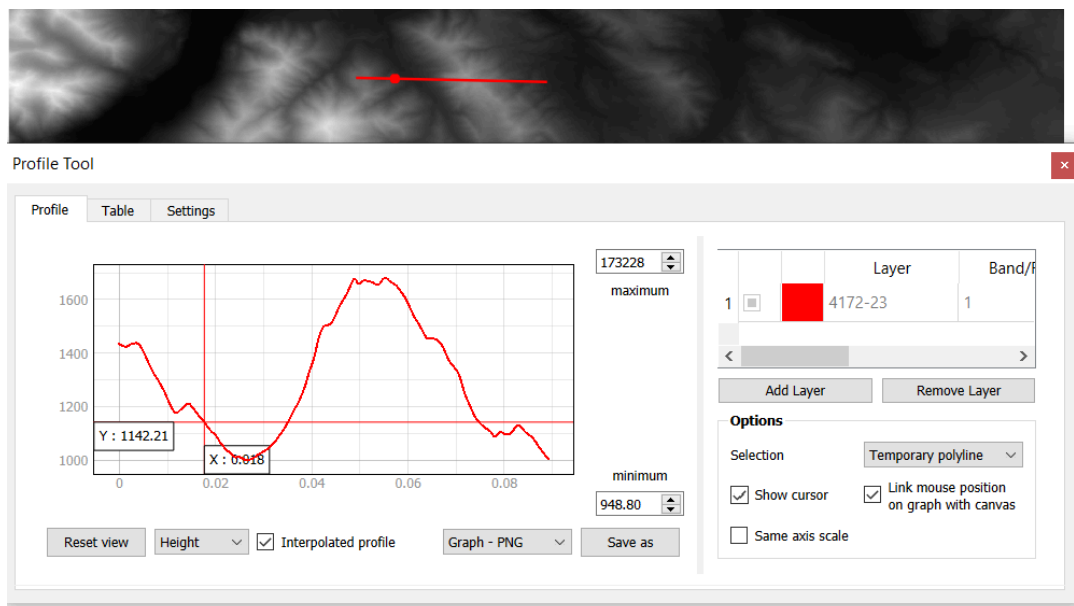 Profile Tool
×
Profile Table Settings
173228
maximum
1600
1400
1200
1000
Y : 1142.21
X : 0.018
0 0.02 0.04 0.06 0.08
minimum
948.80
Reset view Height Interpolated profile Graph - PNG Save as
Layer Band/F
1 4172-23 1
Add Layer Remove Layer
Options
Selection Temporary polyline
Show cursor
Link mouse position
on graph with canvas
Same axis scale